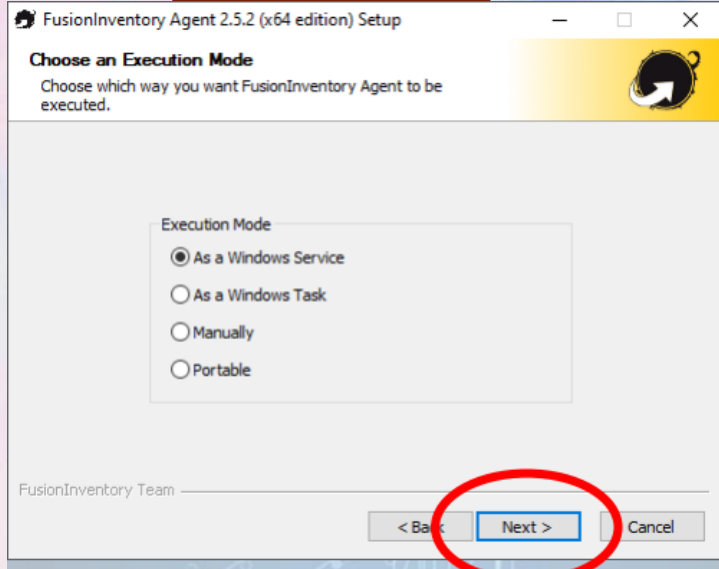 FusionInventory Agent 2.5.2 (x64 edition) Setup
Choose an Execution Mode
Choose which way you want FusionInventory Agent to be
executed.
Execution Mode
As a Windows Service
As a Windows Task
Manually
Portable
FusionInventory Team
< Back Next > Cancel